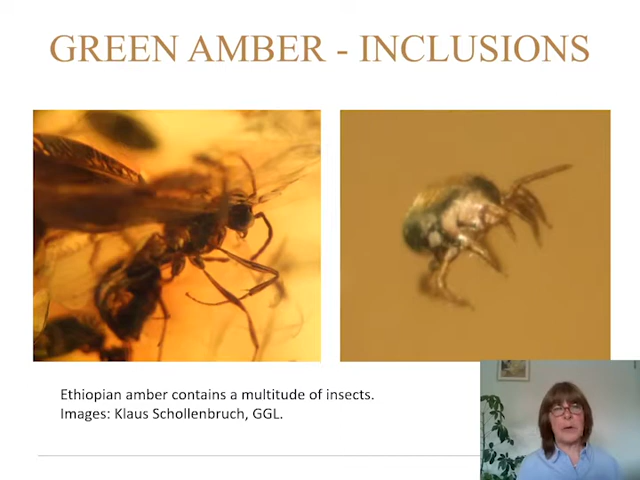 GREEN AMBER - INCLUSIONS
Ethiopian amber contains a multitude of insects.
Images: Klaus Schollenbruch, GGL.